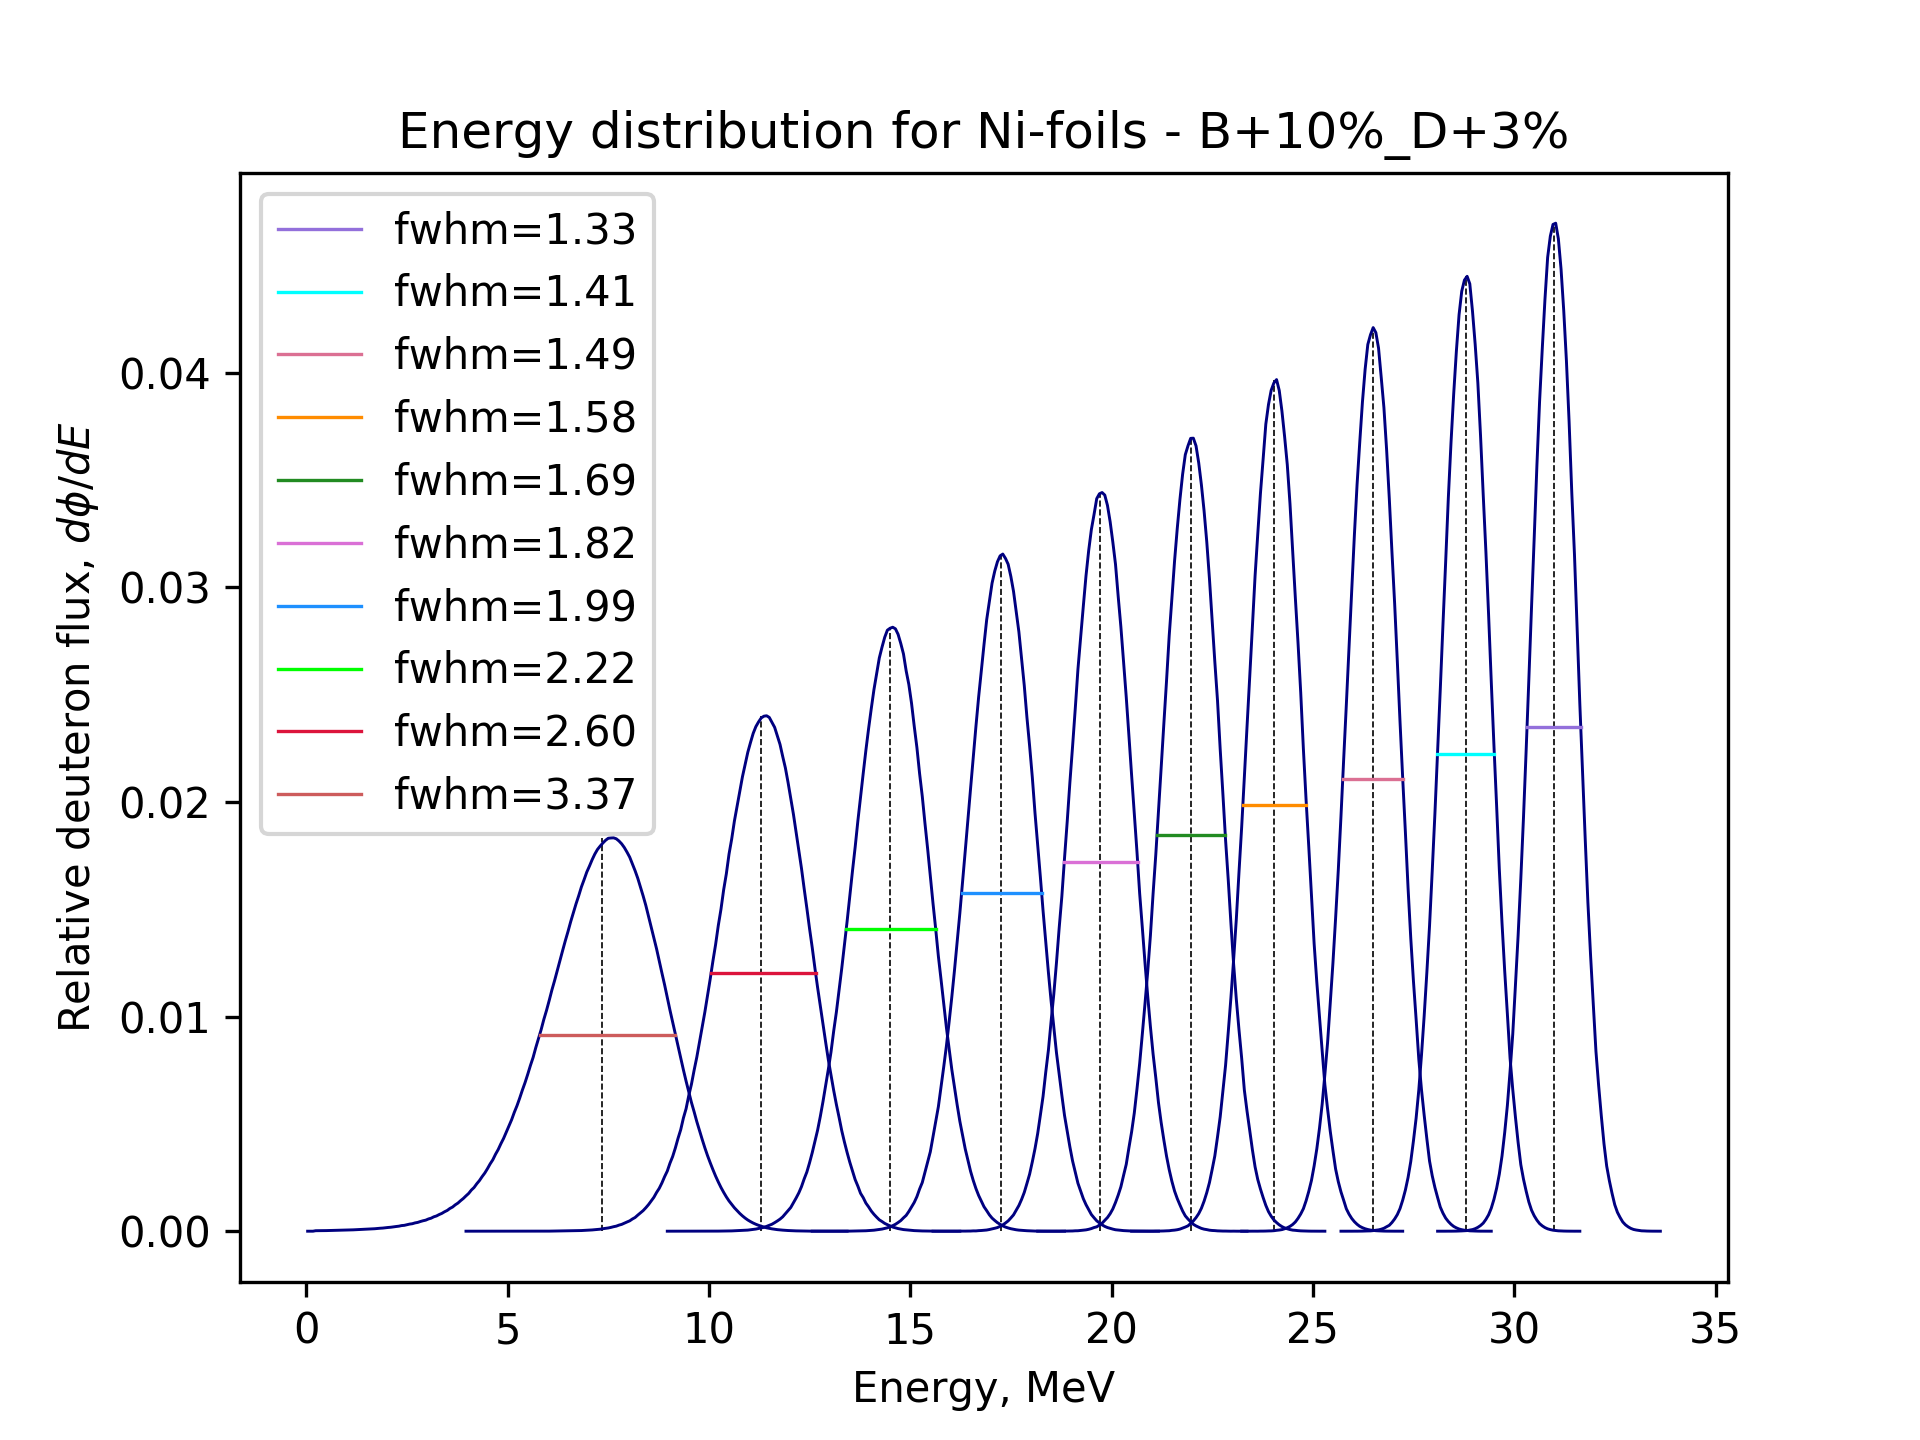 Energy distribution for Ni-foils - B+10%_D+3%
fwhm=1.33
fwhm=1.41
fwhm=1.49
fwhm=1.58
fwhm=1.69
fwhm=1.82
fwhm=1.99
fwhm=2.22
fwhm=2.60
fwhm=3.37
Relative deuteron flux, dϕ/dE
0.04
0.03
0.02
0.01
0.00
0 5 10 15 20 25 30 35
Energy, MeV